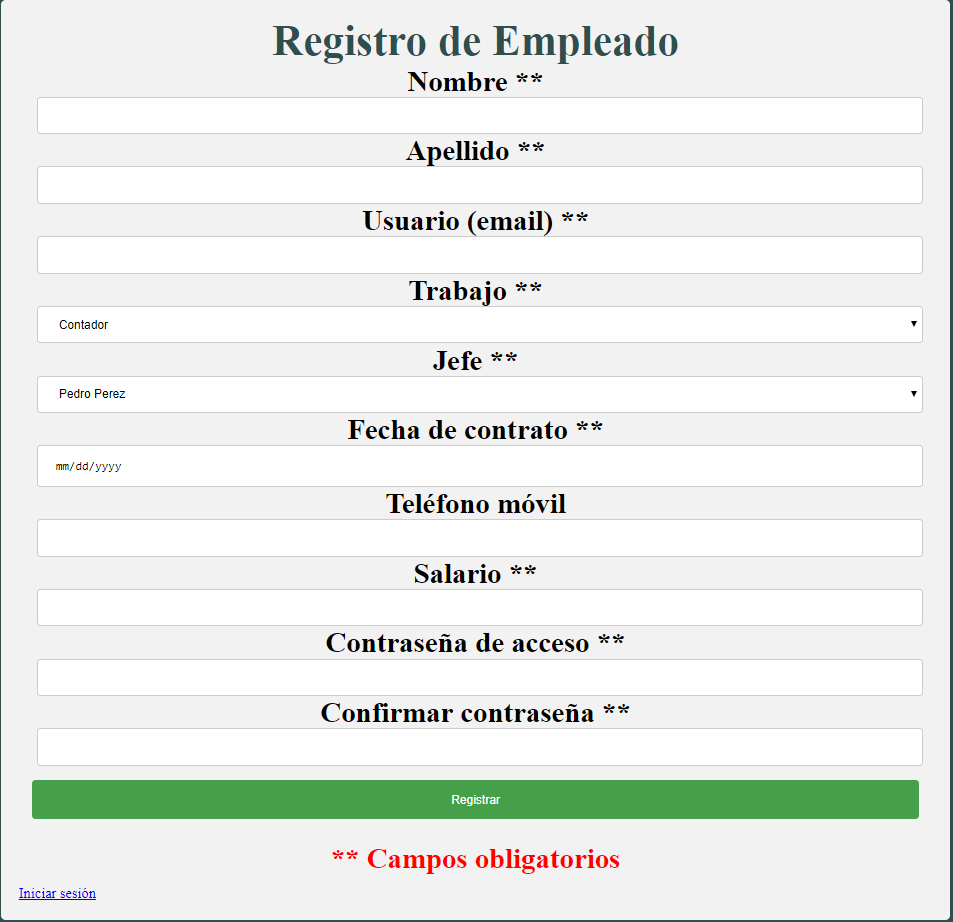 Registro de Empleado
Nombre **
Apellido **
Usuario (email) **
Trabajo **
Contador
Jefe **
Pedro Perez
Fecha de contrato **
mm/dd/yyyy
Teléfono móvil
Salario **
Contraseña de acceso **
Confirmar contraseña **
Registrar
** Campos obligatorios
Iniciar sesión